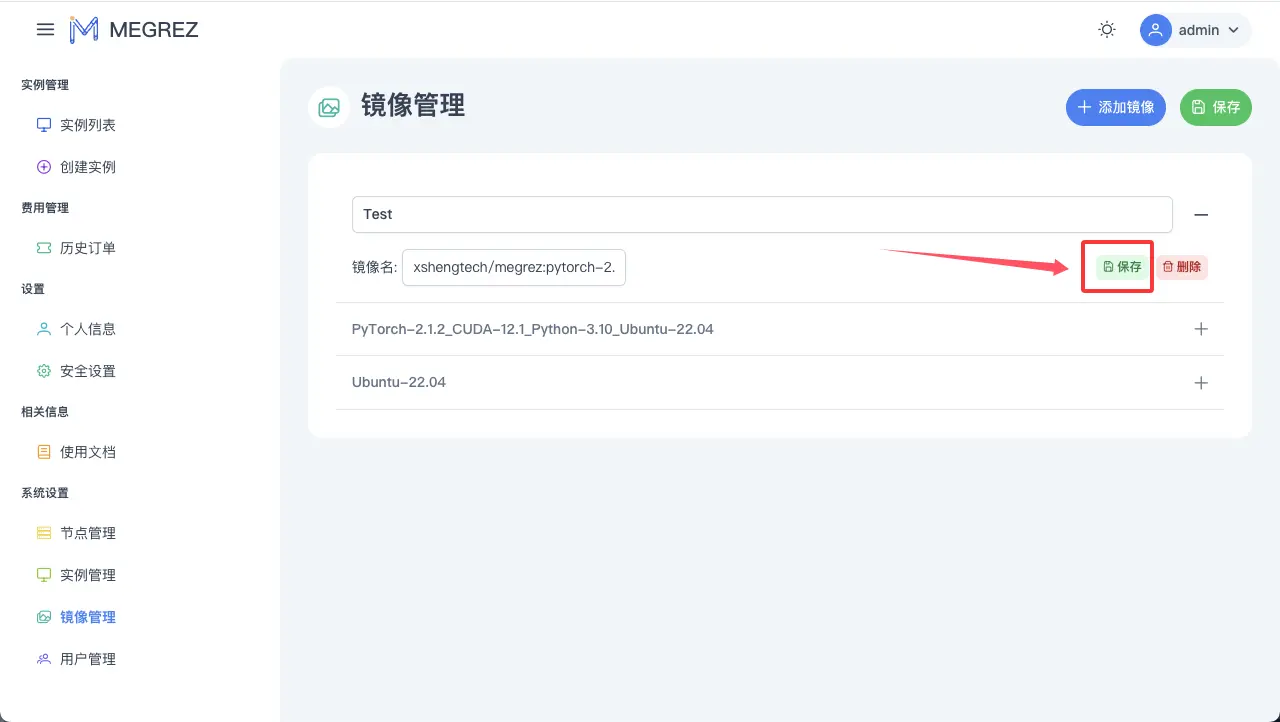 MEGREZ
admin
实例管理
实例列表
创建实例
费用管理
历史订单
设置
个人信息
安全设置
相关信息
使用文档
系统设置
节点管理
实例管理
镜像管理
用户管理
镜像管理
添加镜像
保存
Test
镜像名: xshengtech/megrez:pytorch-2.
保存 删除
PyTorch-2.1.2_CUDA-12.1_Python-3.10_Ubuntu-22.04
Ubuntu-22.04